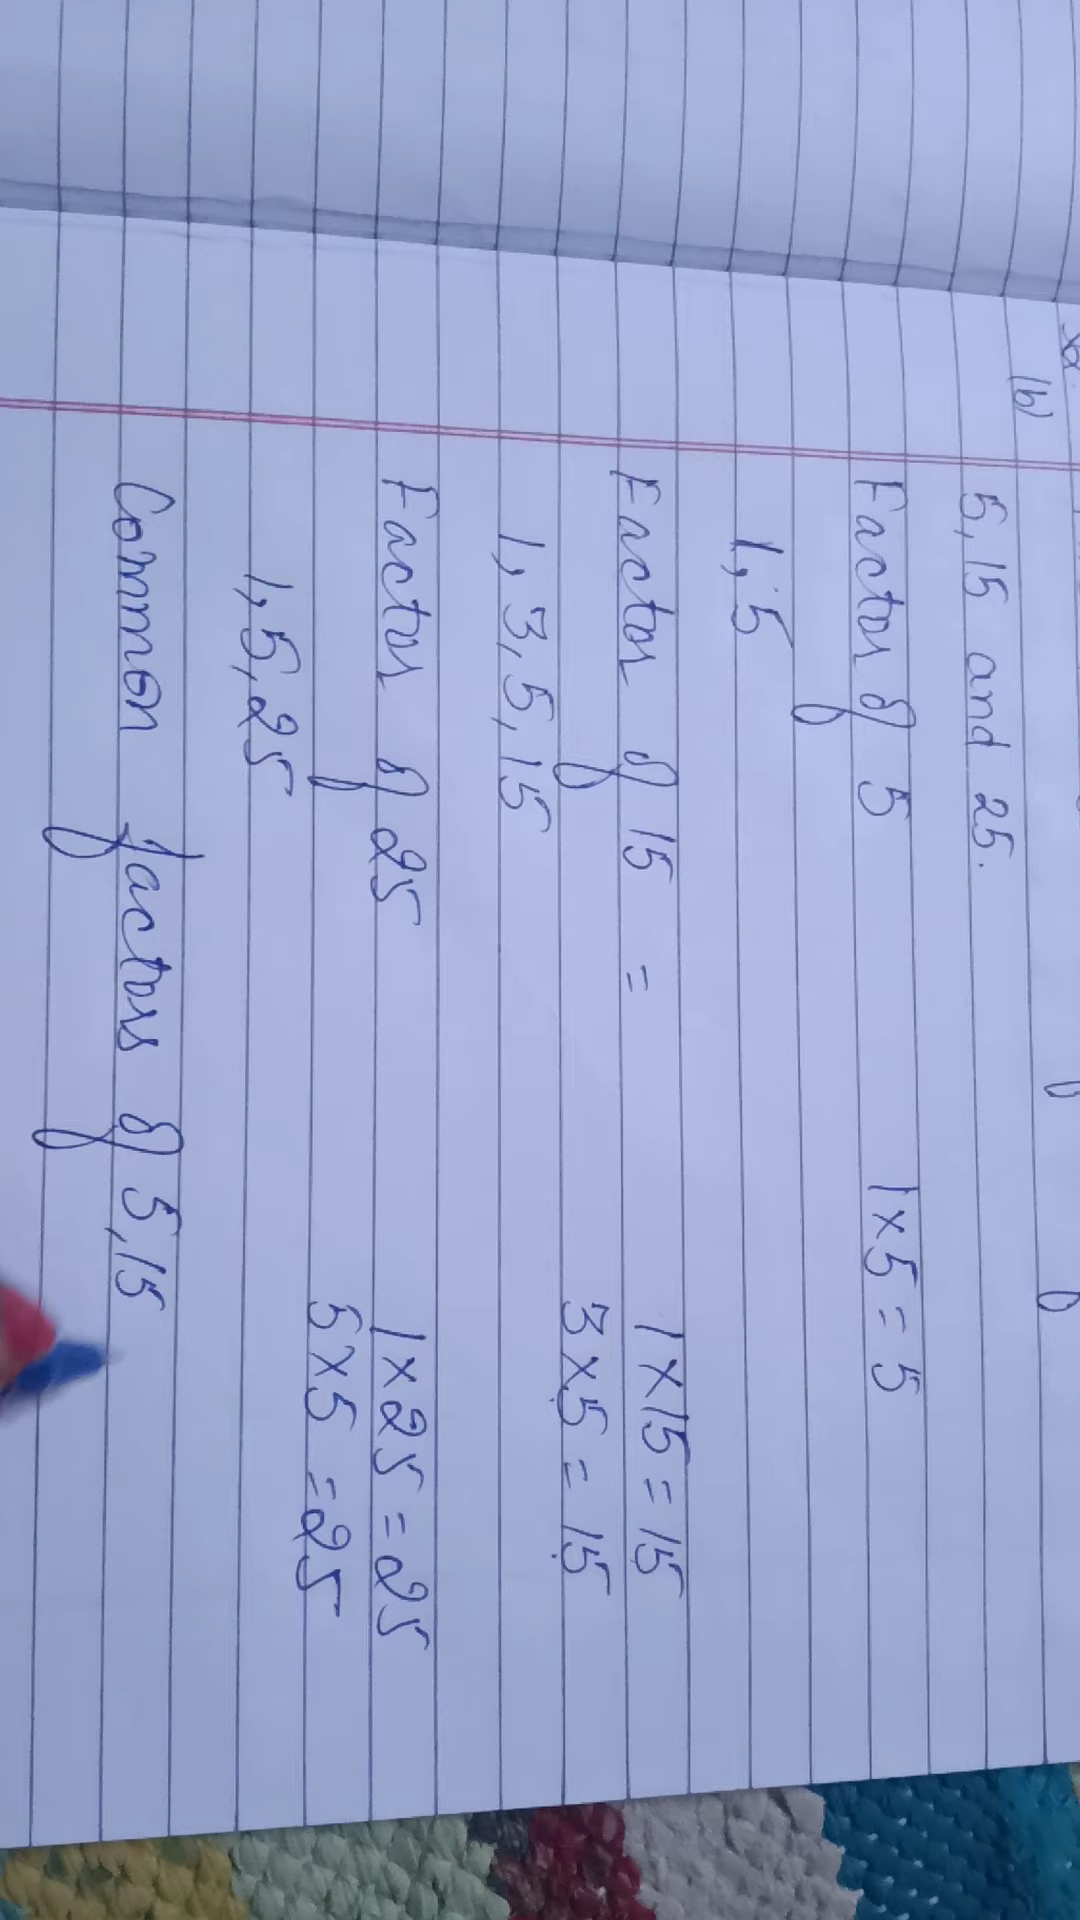 (b) 5, 15 and 25.
Factor of 5 1 × 5 = 5
1, 5
Factor of 15 = 1 × 15 = 15
3 × 5 = 15
1, 3, 5, 15
Factor of 25 1 × 25 = 25
5 × 5 = 25
1, 5, 25
Common factors of 5, 15